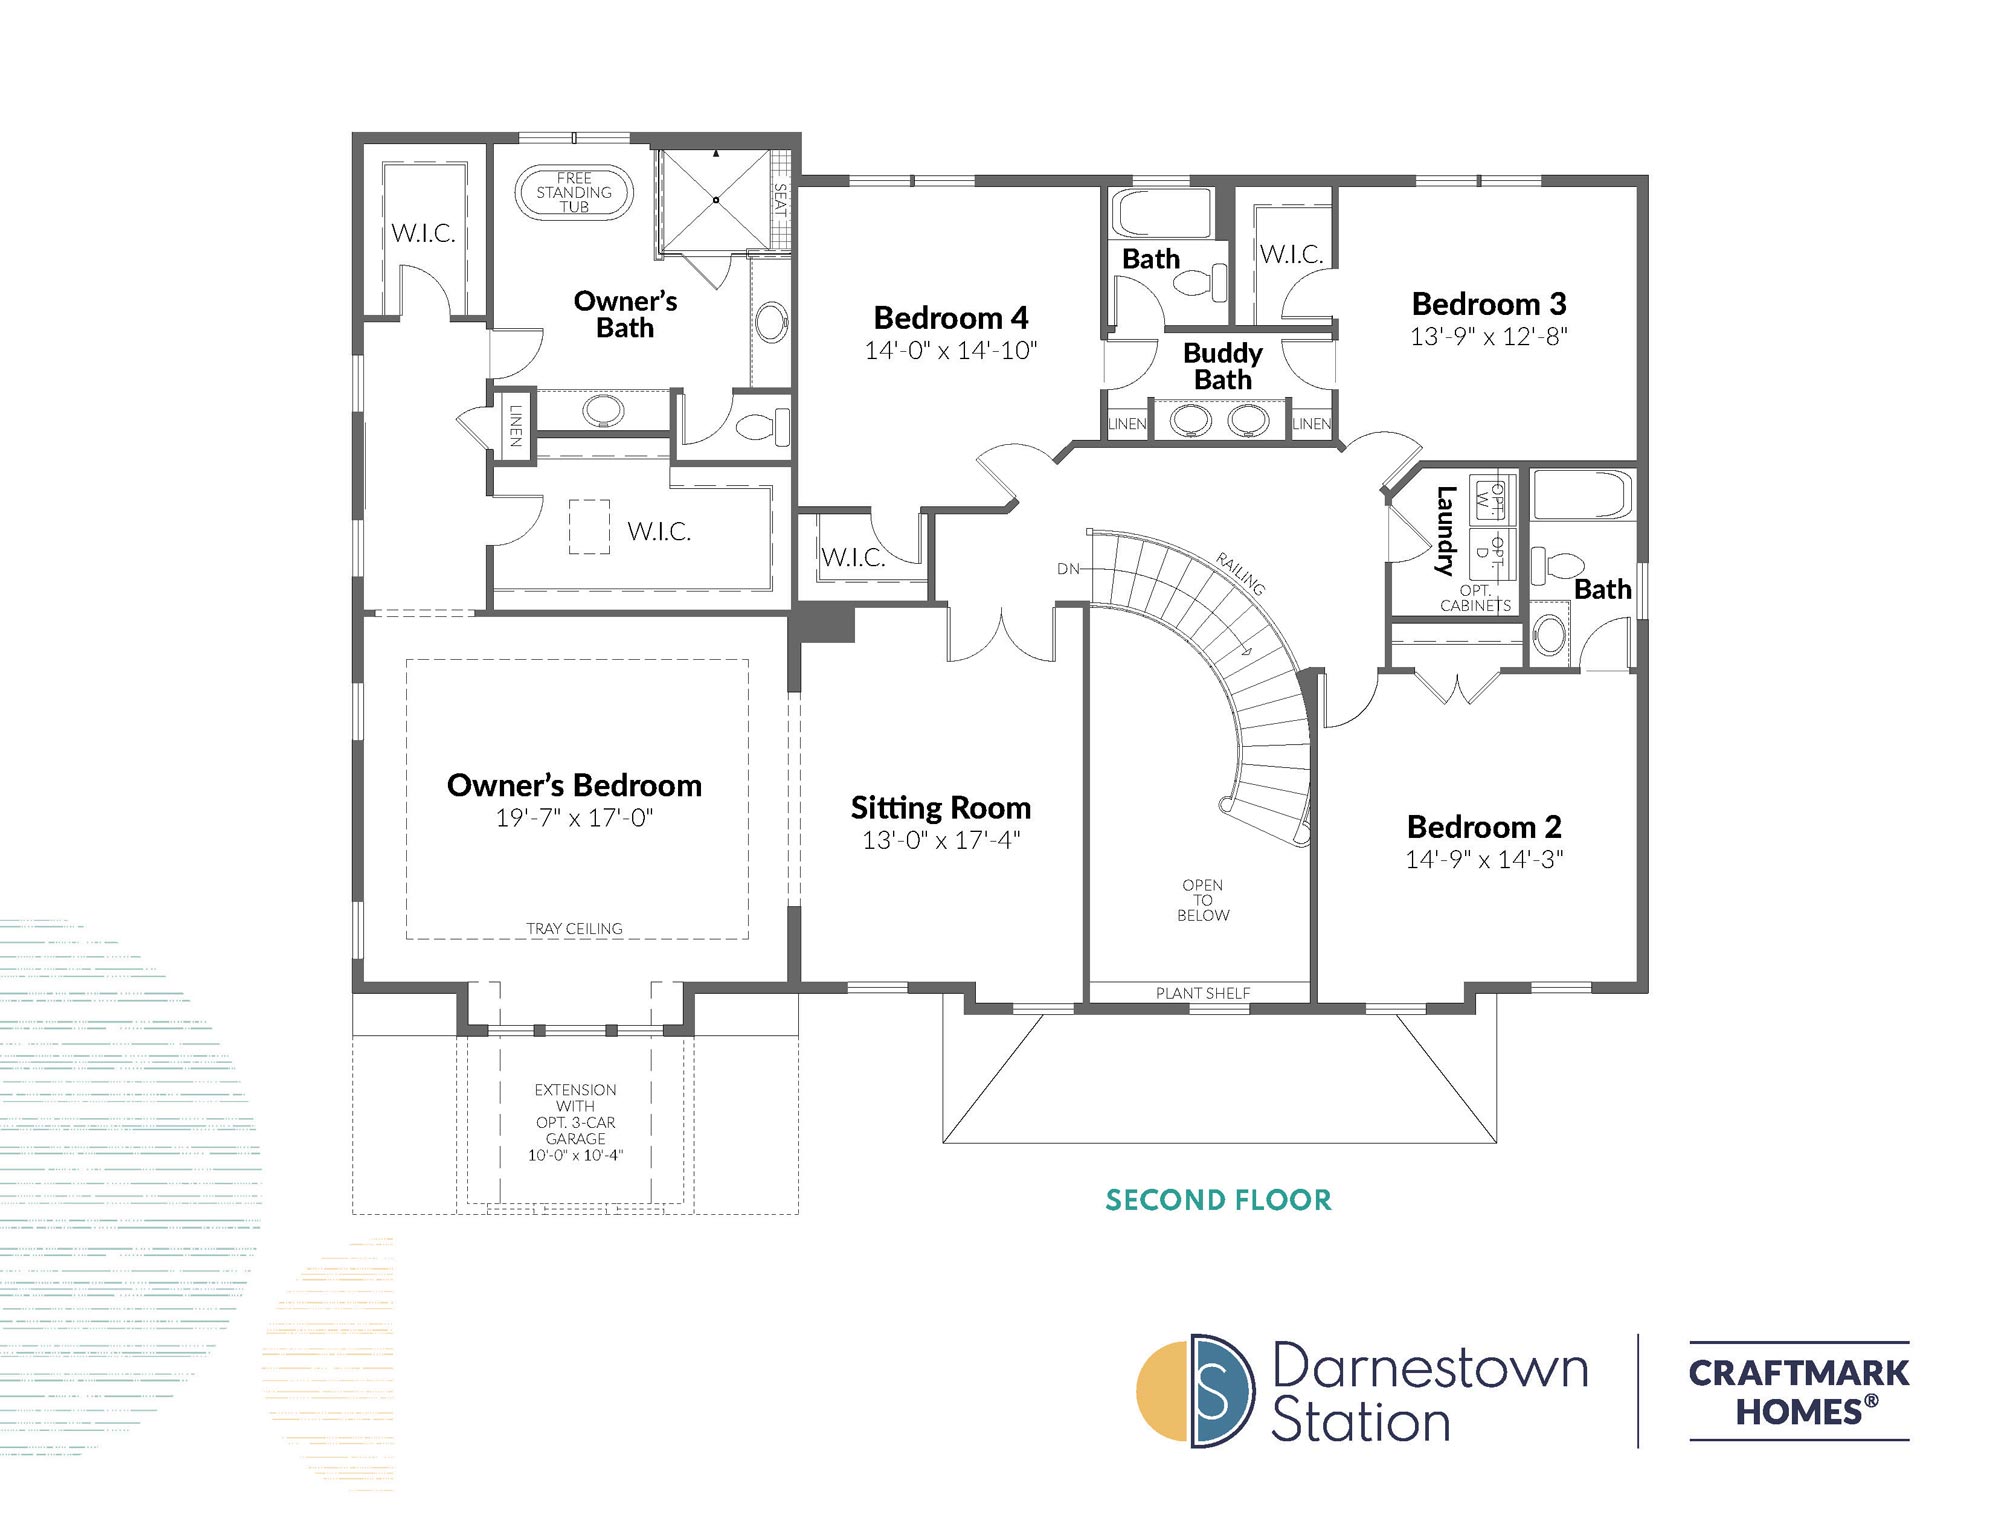 FREE
STANDING
TUB
SEAT
W.I.C.
Owner's
Bath
LINEN
W.I.C.
Bedroom 4
14'-0" x 14'-10"
W.I.C.
Bath
W.I.C.
Buddy
Bath
LINEN
LINEN
Bedroom 3
13'-9" x 12'-8"
Laundry
OPT.
W
OPT.
D
OPT.
CABINETS
Bath
DN
RAILING
Owner's Bedroom
19'-7" x 17'-0"
TRAY CEILING
Sitting Room
13'-0" x 17'-4"
OPEN
TO
BELOW
PLANT SHELF
Bedroom 2
14'-9" x 14'-3"
EXTENSION
WITH
OPT. 3-CAR
GARAGE
10'-0" x 10'-4"
SECOND FLOOR
DS
Darnestown
Station
CRAFTMARK
HOMES®